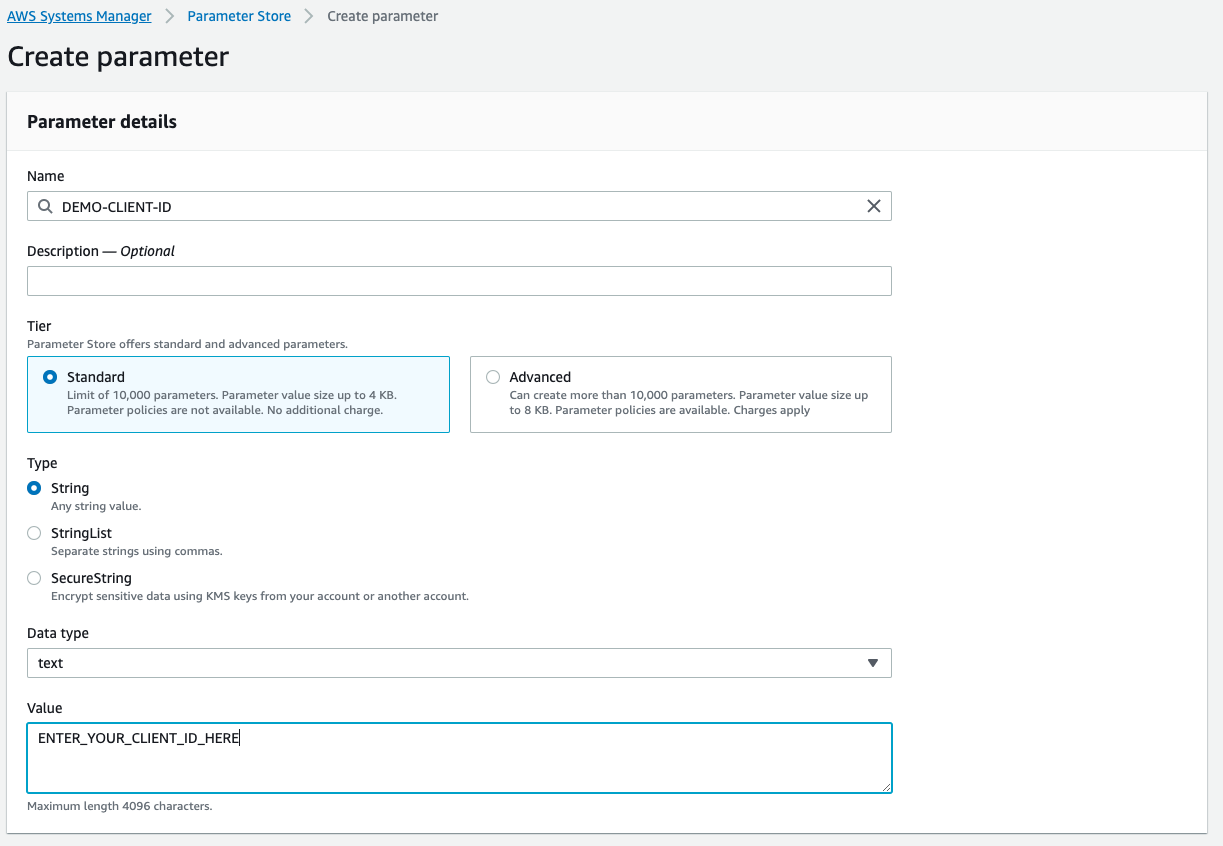 AWS Systems Manager > Parameter Store > Create parameter
Create parameter
Parameter details
Name
DEMO-CLIENT-ID
Description — Optional
Tier
Parameter Store offers standard and advanced parameters.
Standard
Limit of 10,000 parameters. Parameter value size up to 4 KB.
Parameter policies are not available. No additional charge.
Advanced
Can create more than 10,000 parameters. Parameter value size up
to 8 KB. Parameter policies are available. Charges apply
Type
String
Any string value.
StringList
Separate strings using commas.
SecureString
Encrypt sensitive data using KMS keys from your account or another account.
Data type
text
Value
ENTER_YOUR_CLIENT_ID_HERE
Maximum length 4096 characters.